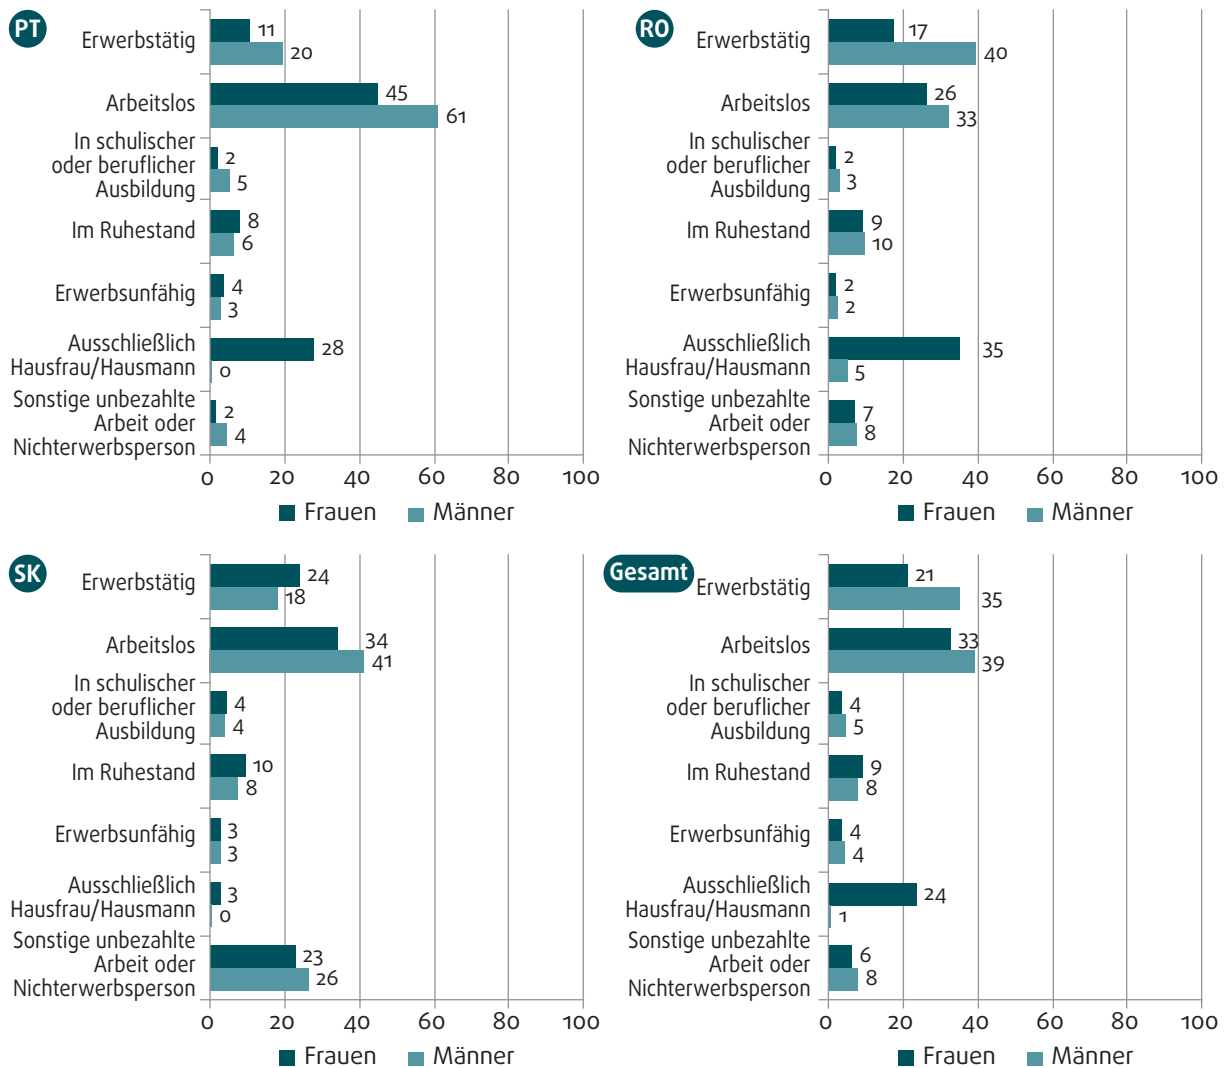 PT
Erwerbstätig
11
20
Arbeitslos
45
61
In schulischer
oder beruflicher
Ausbildung
2
5
Im Ruhestand
8
6
Erwerbsunfähig
4
3
Ausschließlich
Hausfrau/Hausmann
28
0
Sonstige unbezahlte
Arbeit oder
Nichterwerbsperson
2
4
0 20 40 60 80 100
Frauen Männer
RO
Erwerbstätig
17
40
Arbeitslos
26
33
In schulischer
oder beruflicher
Ausbildung
2
3
Im Ruhestand
9
10
Erwerbsunfähig
2
2
Ausschließlich
Hausfrau/Hausmann
35
5
Sonstige unbezahlte
Arbeit oder
Nichterwerbsperson
7
8
0 20 40 60 80 100
Frauen Männer
SK
Erwerbstätig
24
18
Arbeitslos
34
41
In schulischer
oder beruflicher
Ausbildung
4
4
Im Ruhestand
10
8
Erwerbsunfähig
3
3
Ausschließlich
Hausfrau/Hausmann
3
0
Sonstige unbezahlte
Arbeit oder
Nichterwerbsperson
23
26
0 20 40 60 80 100
Frauen Männer
Gesamt
Erwerbstätig
21
35
Arbeitslos
33
39
In schulischer
oder beruflicher
Ausbildung
4
5
Im Ruhestand
9
8
Erwerbsunfähig
4
4
Ausschließlich
Hausfrau/Hausmann
24
1
Sonstige unbezahlte
Arbeit oder
Nichterwerbsperson
6
8
0 20 40 60 80 100
Frauen Männer